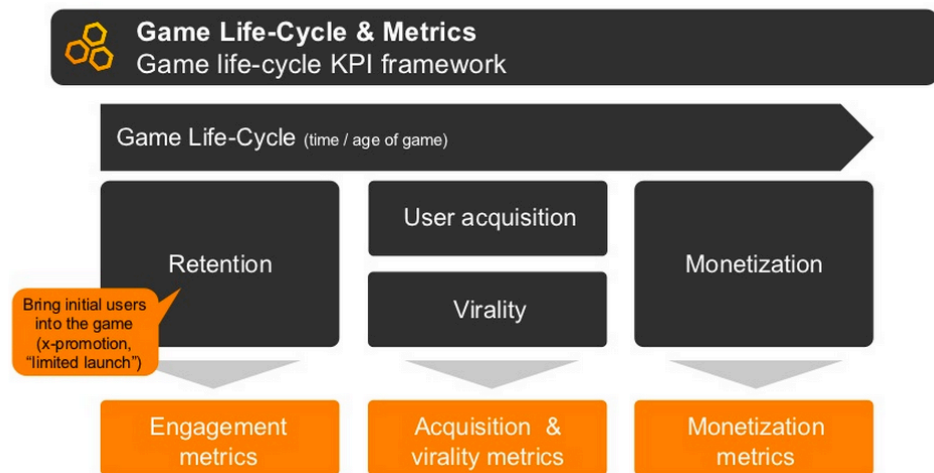 Game Life-Cycle & Metrics
Game life-cycle KPI framework
Game Life-Cycle (time / age of game)
Retention
User acquisition
Virality
Monetization
Bring initial users
into the game
(x-promotion,
“limited launch”)
Engagement
metrics
Acquisition &
virality metrics
Monetization
metrics